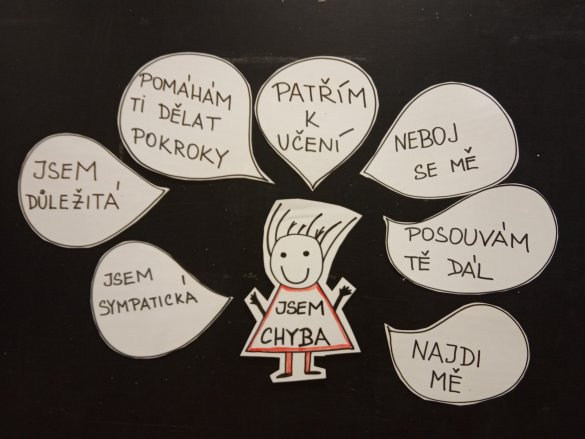 JSEM
DŮLEŽITÁ
POMÁHÁM
TI DĚLAT
POKROKY
PATŘÍM
K
UČENÍ
NEBOJ
SE MĚ
POSOUVÁM
TĚ DÁL
NAJDI
MĚ
JSEM
SYMPATICKÁ
JSEM
CHYBA